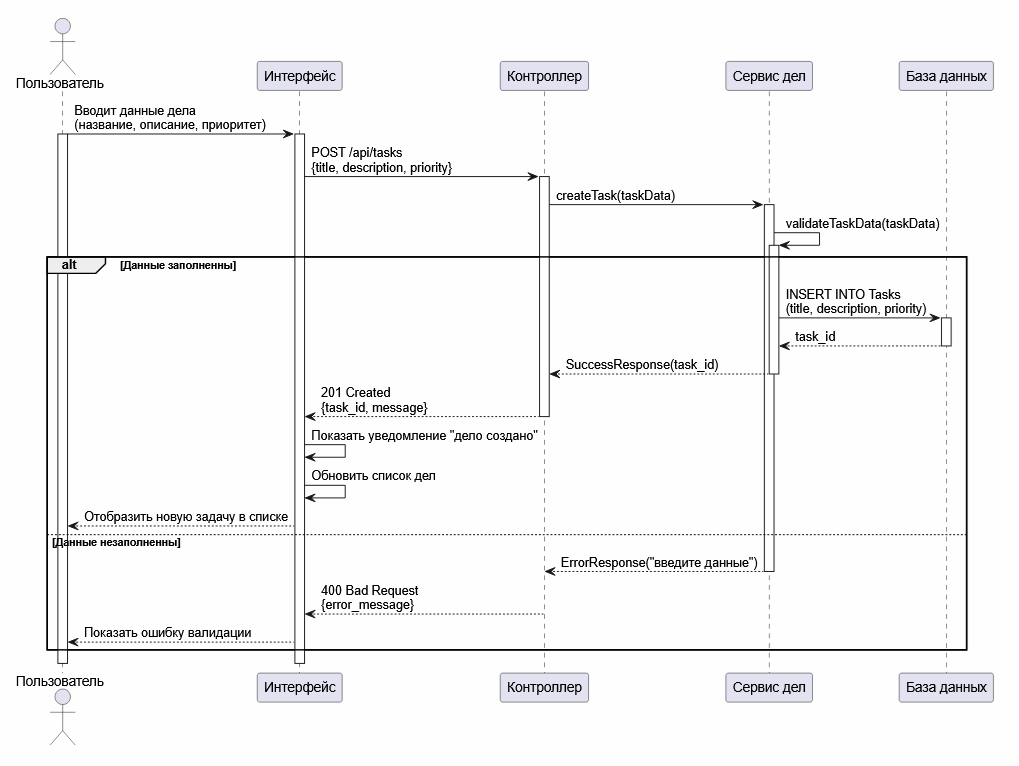 Пользователь
Интерфейс
Контроллер
Сервис дел
База данных
Вводит данные дела
(название, описание, приоритет)
POST /api/tasks
{title, description, priority}
createTask(taskData)
validateTaskData(taskData)
alt
[Данные заполненны]
INSERT INTO Tasks
(title, description, priority)
task_id
SuccessResponse(task_id)
201 Created
{task_id, message}
Показать уведомление "дело создано"
Обновить список дел
Отобразить новую задачу в списке
[Данные незаполненны]
ErrorResponse("введите данные")
400 Bad Request
{error_message}
Показать ошибку валидации
Пользователь
Интерфейс
Контроллер
Сервис дел
База данных